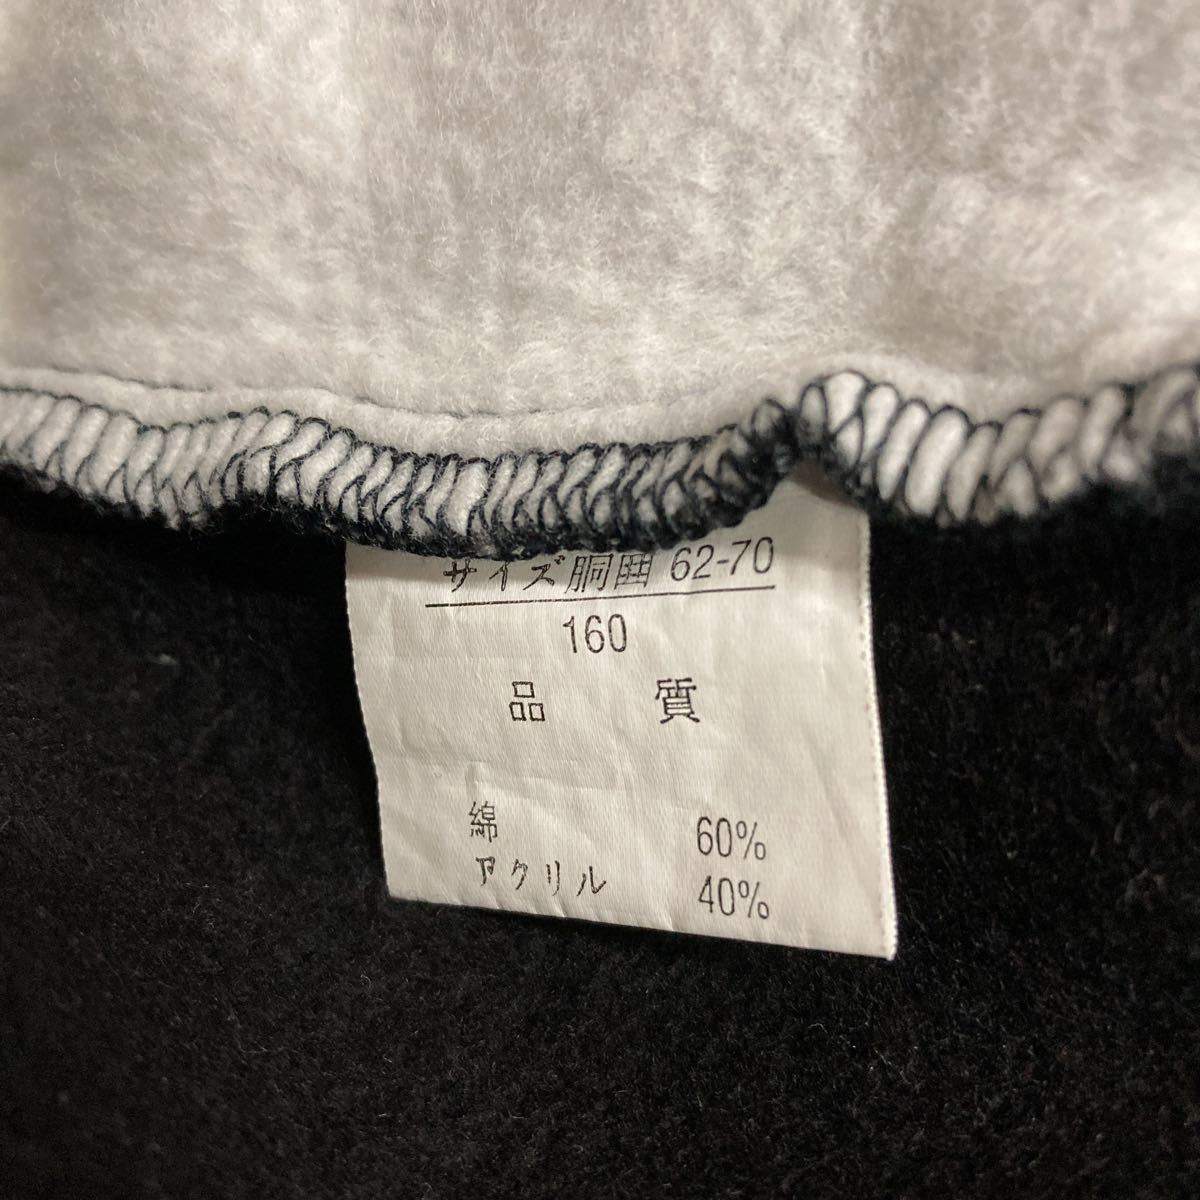 サイズ胴囲 62-70
160
品 質
綿 60%
アクリル 40%